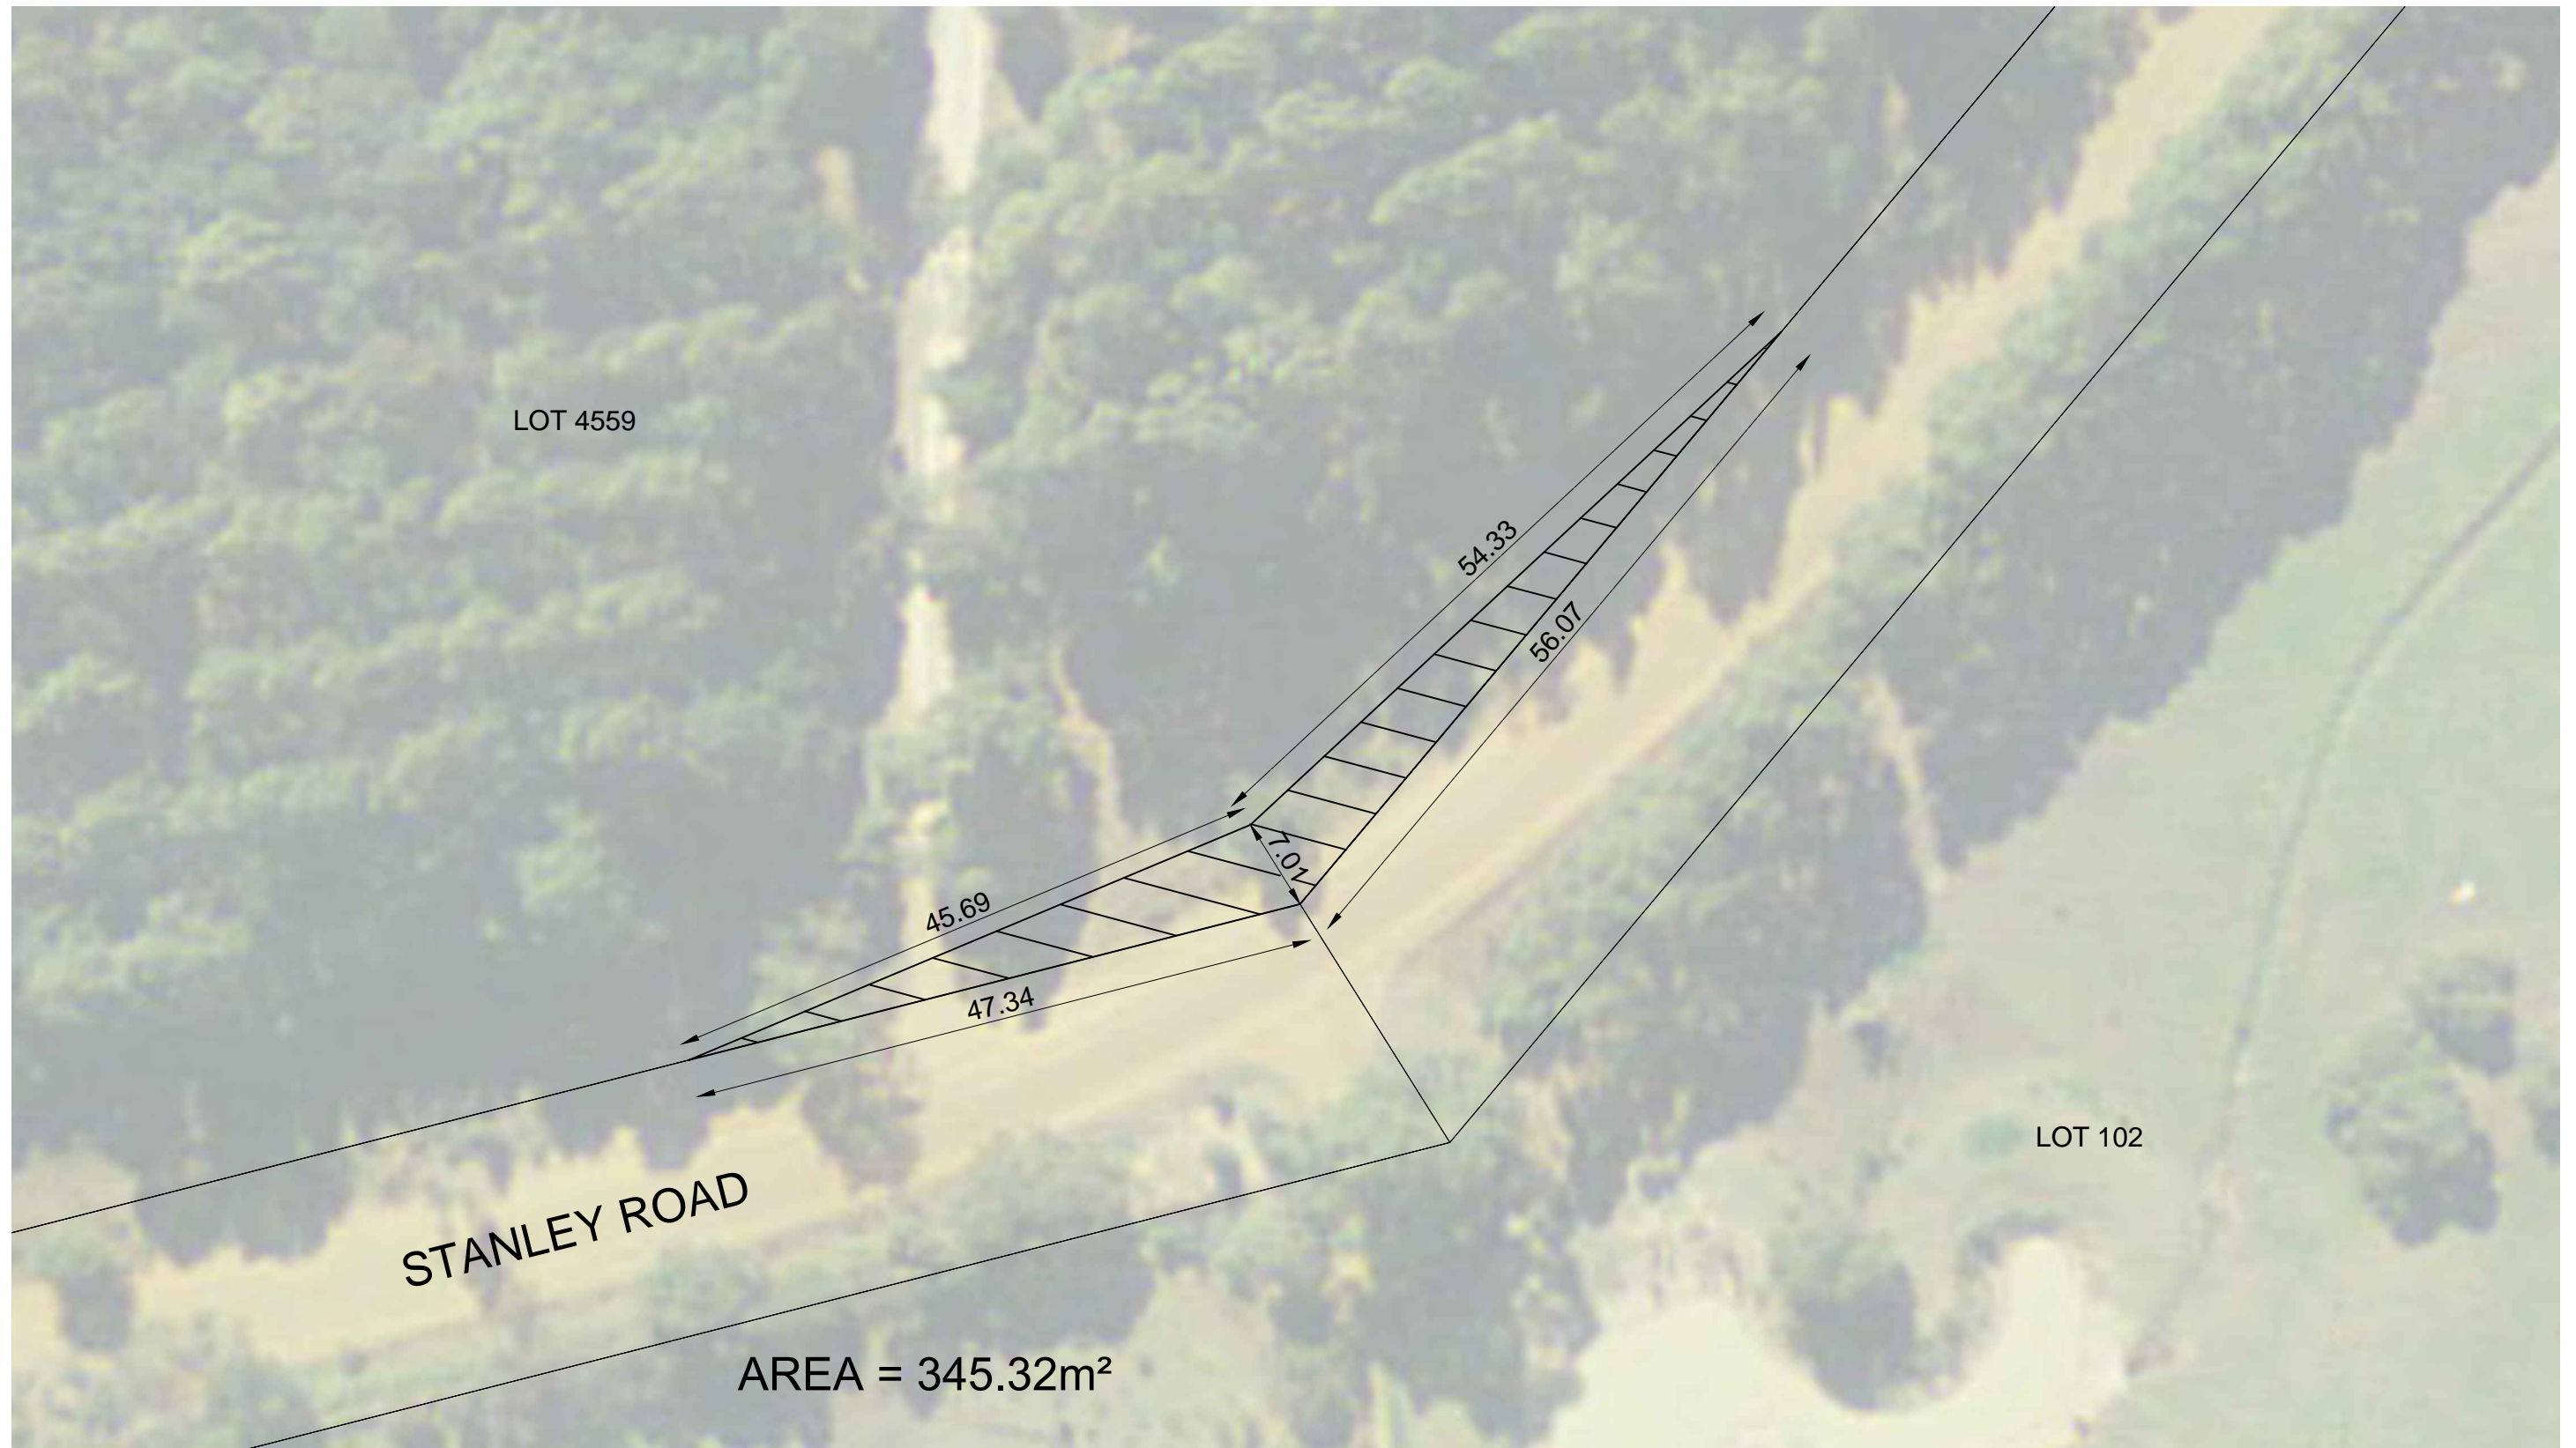 LOT 4559
54.33
56.07
7.01
45.69
47.34
LOT 102
STANLEY ROAD
AREA = 345.32m²